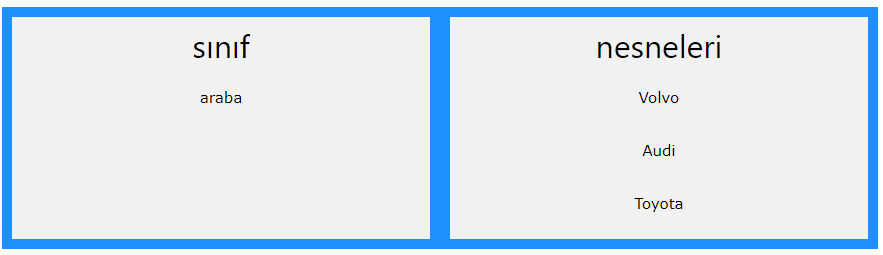 sınıf
araba
nesneleri
Volvo
Audi
Toyota